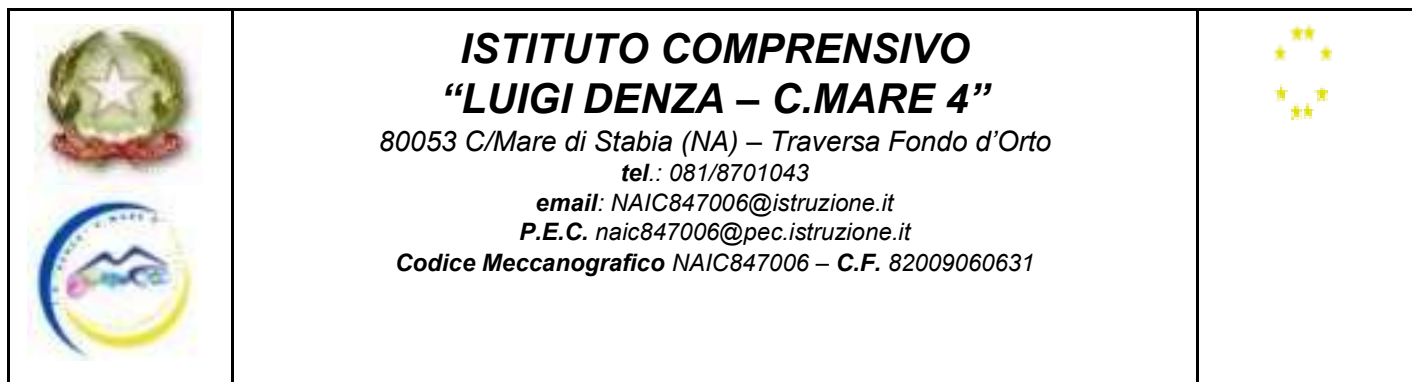 ISTITUTO COMPRENSIVO
“LUIGI DENZA – C.MARE 4”
80053 C/Mare di Stabia (NA) – Traversa Fondo d’Orto
tel.: 081/8701043
email: NAIC847006@istruzione.it
P.E.C. naic847006@pec.istruzione.it
Codice Meccanografico NAIC847006 – C.F. 82009060631